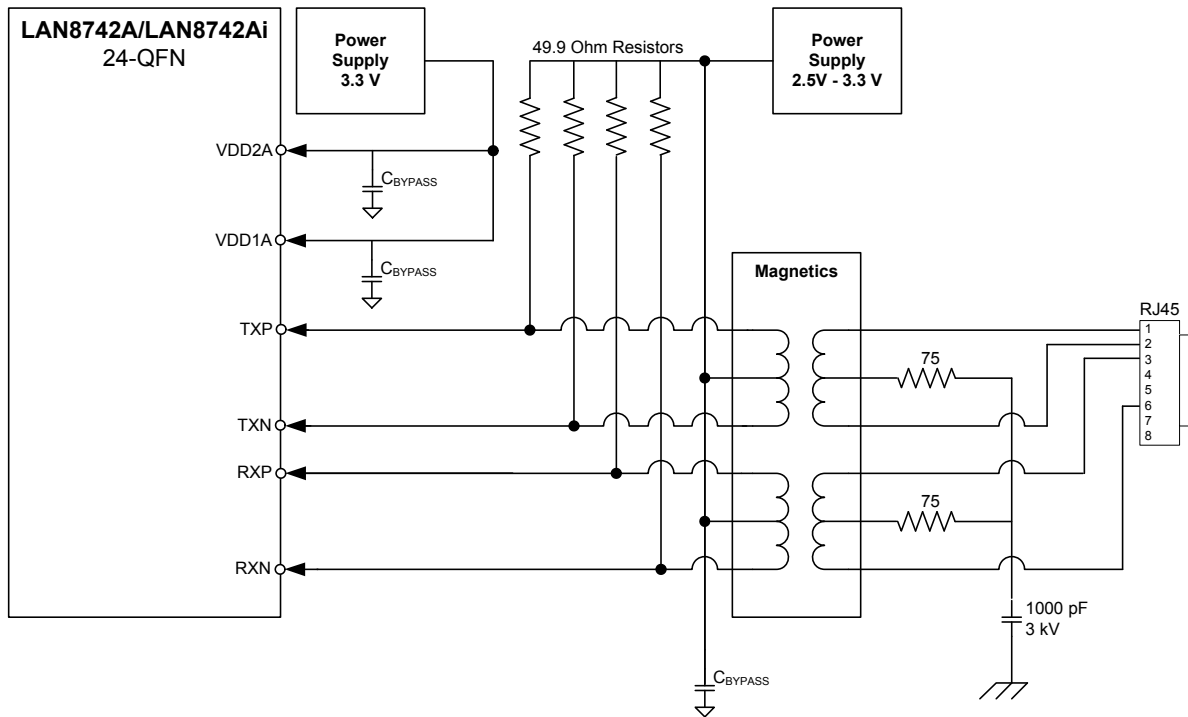 LAN8742A/LAN8742Ai
24-QFN
Power
Supply
3.3 V
49.9 Ohm Resistors
Power
Supply
2.5V - 3.3 V
VDD2A
CBYPASS
VDD1A
CBYPASS
Magnetics
TXP
RJ45
1
2
3
4
5
6
7
8
75
TXN
RXP
75
RXN
1000 pF
3 kV
CBYPASS